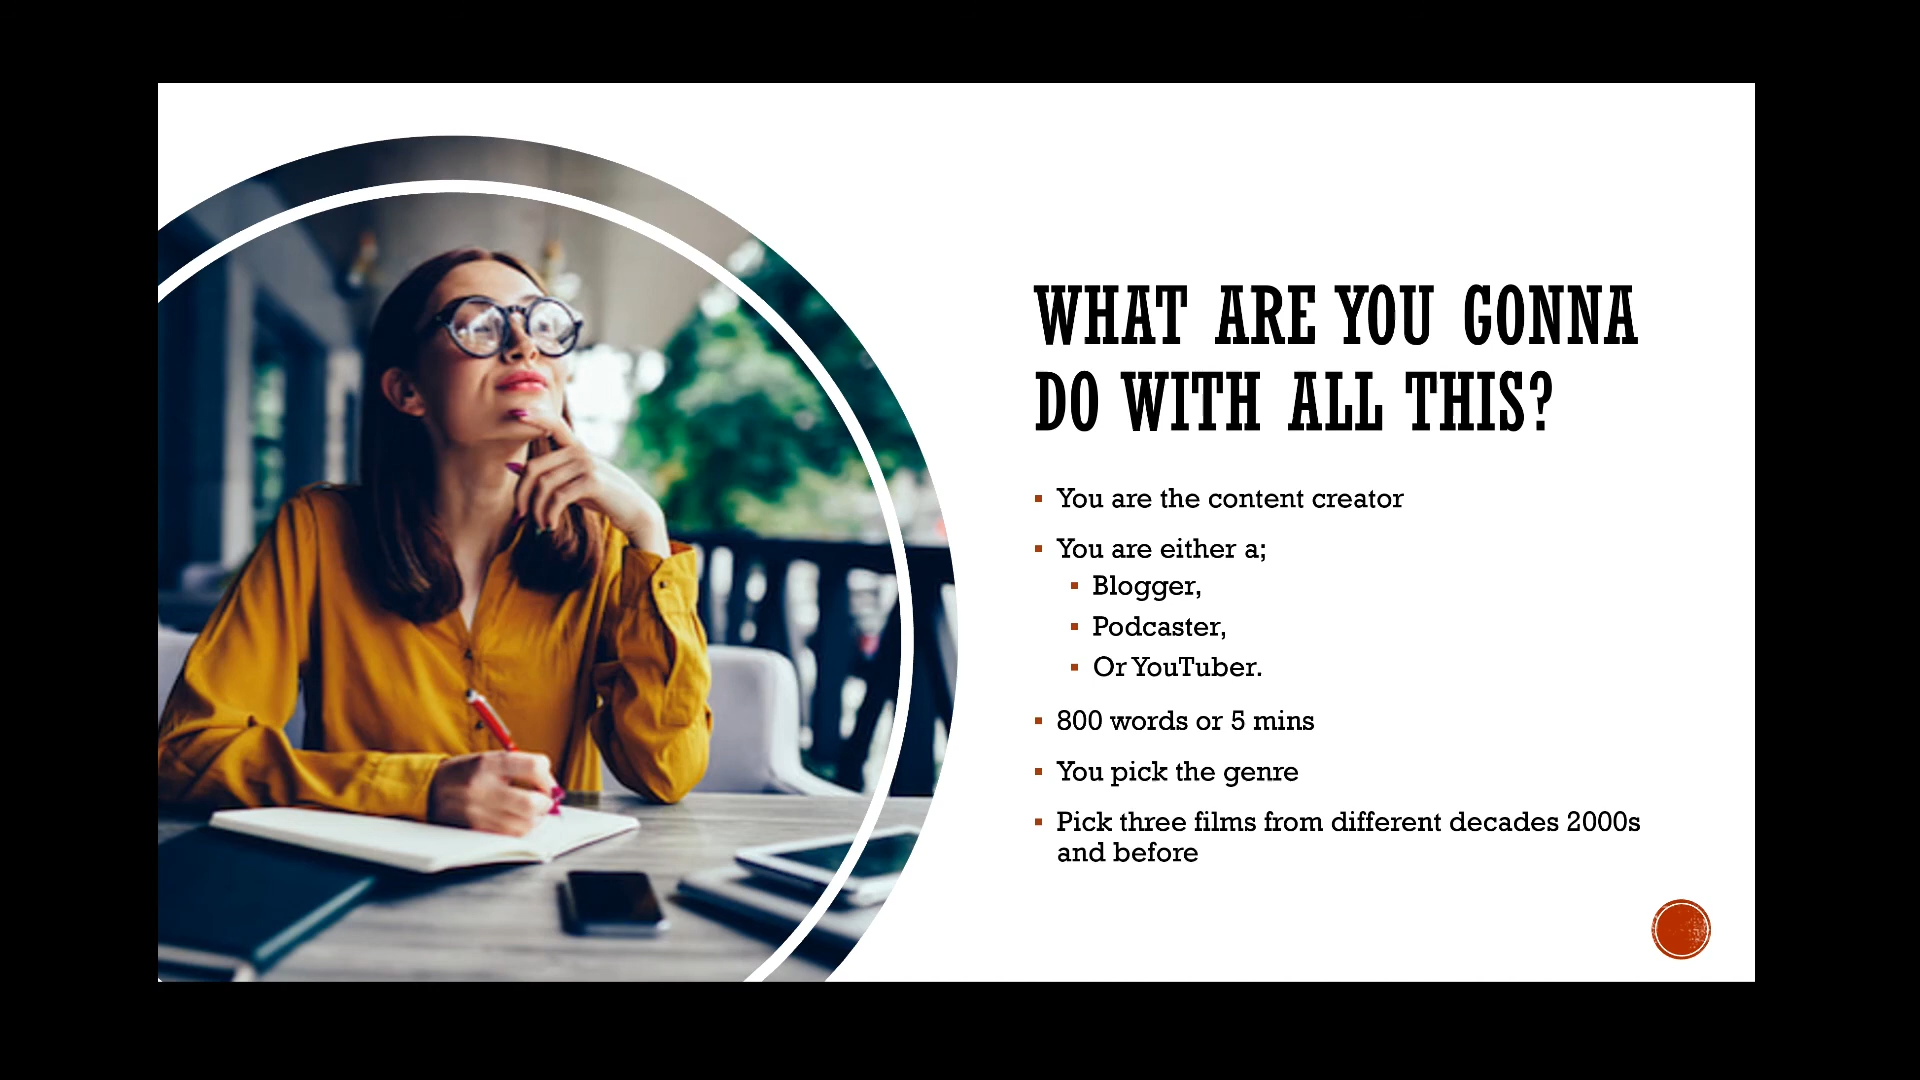 WHAT ARE YOU GONNA
DO WITH ALL THIS?
You are the content creator
You are either a;
Blogger,
Podcaster,
Or YouTuber.
800 words or 5 mins
You pick the genre
Pick three films from different decades 2000s
and before